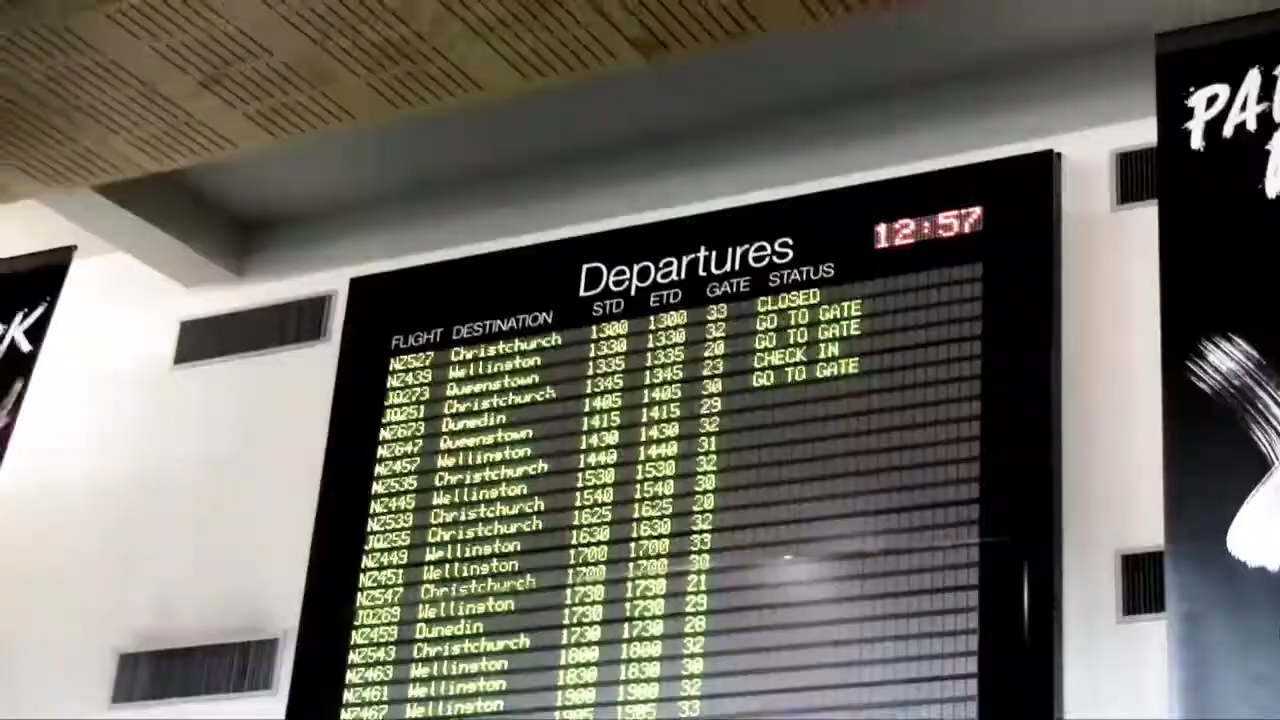 Departures 12:57
FLIGHT DESTINATION STD ETD GATE STATUS
NZ527 Christchurch 1300 1300 33 CLOSED
NZ439 Wellington 1330 1330 32 GO TO GATE
JQ273 Queenstown 1335 1335 20 GO TO GATE
JQ251 Christchurch 1345 1345 23 CHECK IN
NZ673 Dunedin 1405 1405 30 GO TO GATE
NZ647 Queenstown 1415 1415 29
NZ457 Wellington 1430 1430 32
NZ535 Christchurch 1440 1440 31
NZ445 Wellington 1530 1530 32
NZ539 Christchurch 1540 1540 30
JQ255 Christchurch 1625 1625 20
NZ449 Wellington 1630 1630 32
NZ451 Wellington 1700 1700 33
NZ547 Christchurch 1700 1700 30
JQ269 Wellington 1730 1730 21
NZ459 Dunedin 1730 1730 29
NZ543 Christchurch 1730 1730 28
NZ463 Wellington 1800 1800 32
NZ461 Wellington 1830 1830 30
NZ467 Wellington 1900 1900 32
1905 1905 33